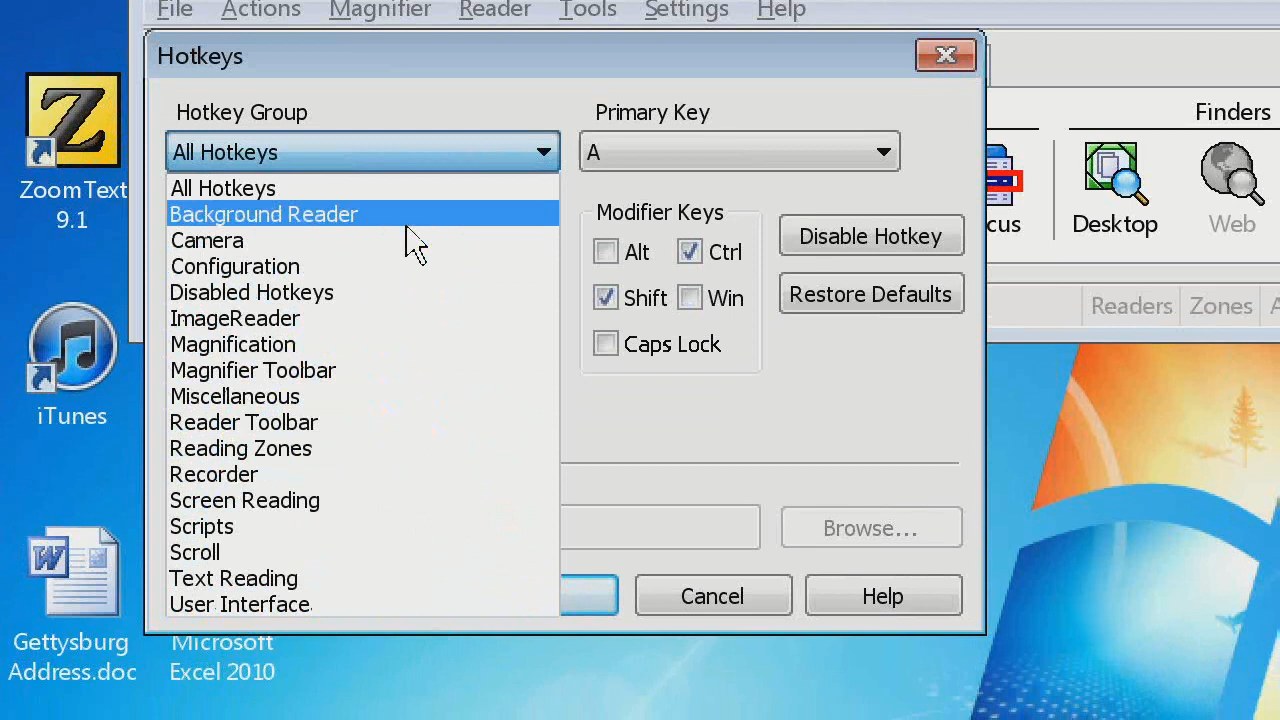 File Actions Magnifier Reader Tools Settings Help
Hotkeys
Hotkey Group
Primary Key
All Hotkeys
A
All Hotkeys
Background Reader
Camera
Configuration
Disabled Hotkeys
ImageReader
Magnification
Magnifier Toolbar
Miscellaneous
Reader Toolbar
Reading Zones
Recorder
Screen Reading
Scripts
Scroll
Text Reading
User Interface
Modifier Keys
Alt Ctrl
Shift Win
Caps Lock
Disable Hotkey
Restore Defaults
Browse...
Cancel
Help
Finders
Desktop
Web
Readers Zones
Z
ZoomText
9.1
iTunes
W
Gettysburg
Address.doc
Microsoft
Excel 2010